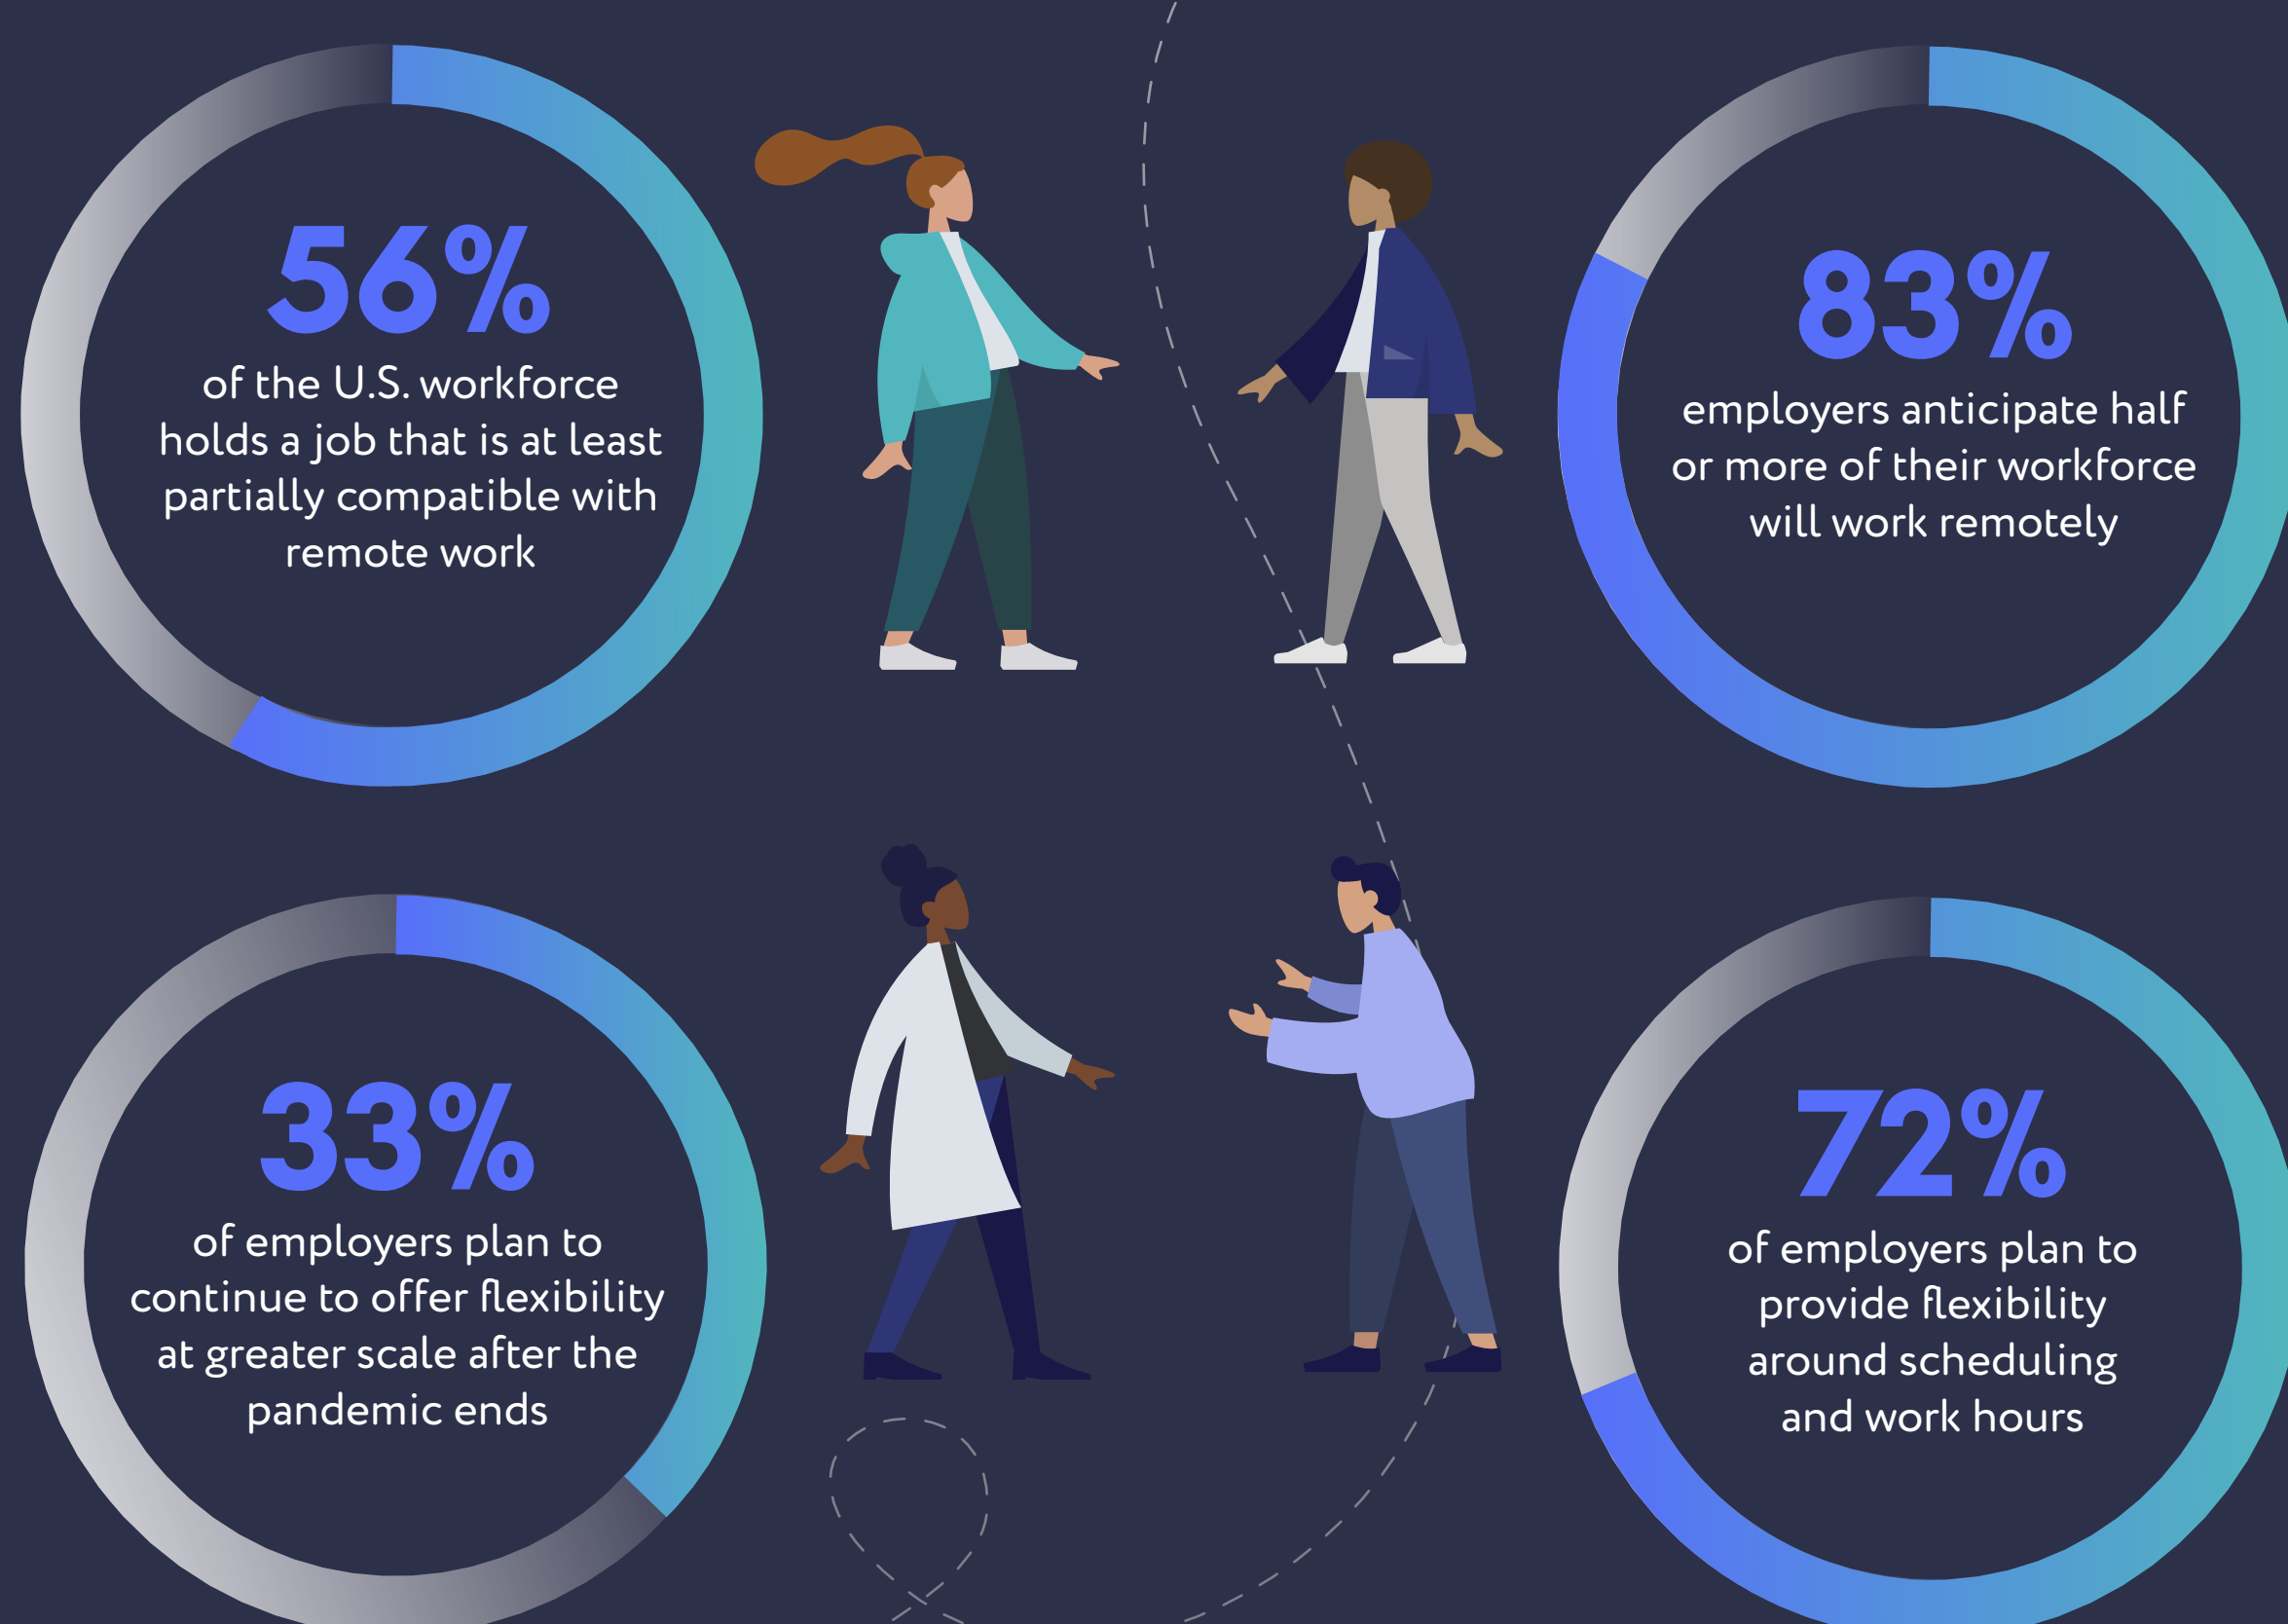 56%
of the U.S. workforce
holds a job that is at least
partially compatible with
remote work
83%
employers anticipate half
or more of their workforce
will work remotely
33%
of employers plan to
continue to offer flexibility
at greater scale after the
pandemic ends
72%
of employers plan to
provide flexibility
around scheduling
and work hours